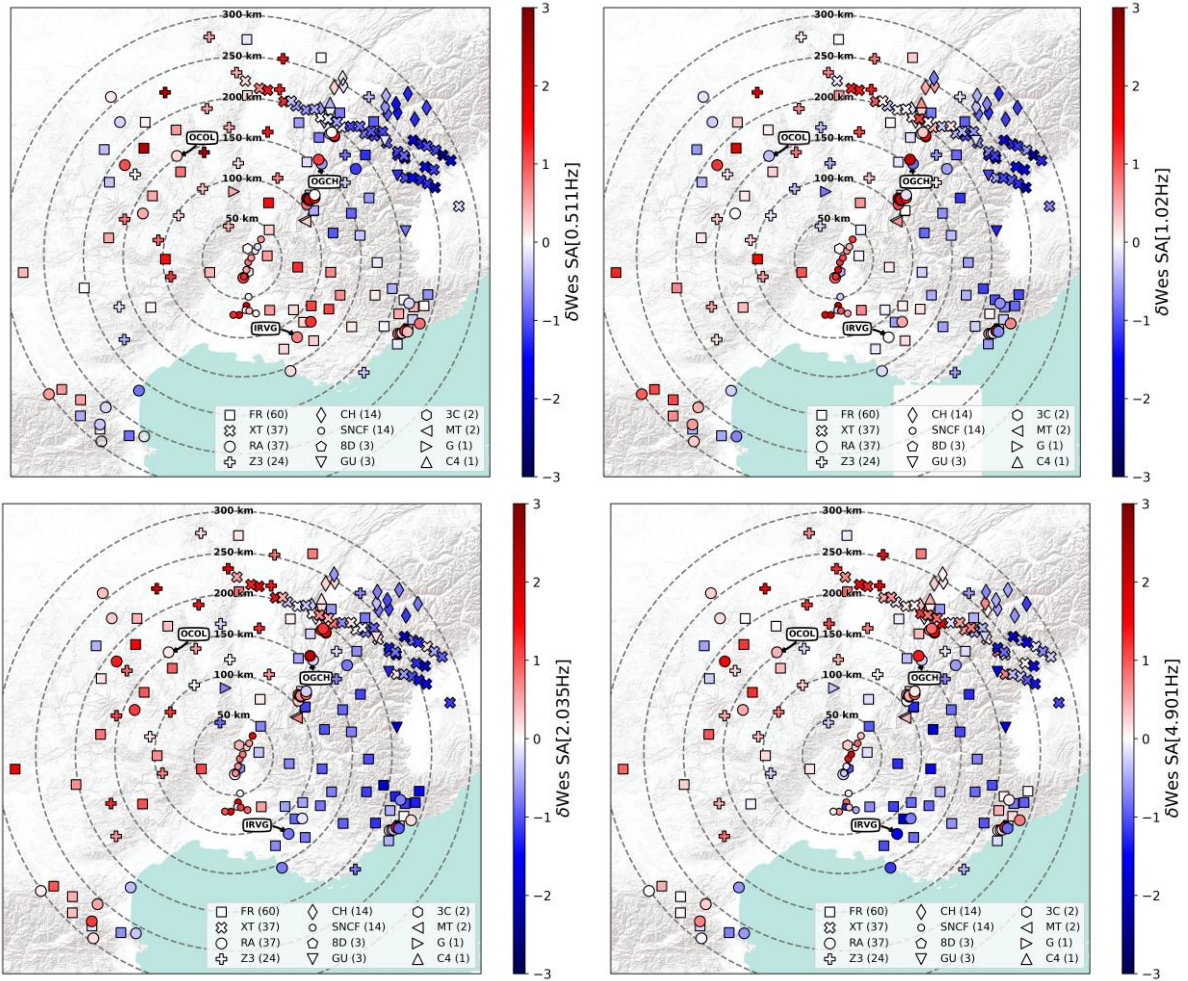 300 km
250 km
200 km
150 km
100 km
50 km
OCOL
OGCH
IRVG
FR (60)
XT (37)
RA (37)
Z3 (24)
CH (14)
SNCF (14)
8D (3)
GU (3)
3C (2)
MT (2)
G (1)
C4 (1)
3
2
1
0
−1
−2
−3
δWes SA[0.511Hz]
300 km
250 km
200 km
150 km
100 km
50 km
OCOL
OGCH
IRVG
FR (60)
XT (37)
RA (37)
Z3 (24)
CH (14)
SNCF (14)
8D (3)
GU (3)
3C (2)
MT (2)
G (1)
C4 (1)
3
2
1
0
−1
−2
−3
δWes SA[1.02Hz]
300 km
250 km
200 km
150 km
100 km
50 km
OCOL
OGCH
IRVG
FR (60)
XT (37)
RA (37)
Z3 (24)
CH (14)
SNCF (14)
8D (3)
GU (3)
3C (2)
MT (2)
G (1)
C4 (1)
3
2
1
0
−1
−2
−3
δWes SA[2.035Hz]
300 km
250 km
200 km
150 km
100 km
50 km
OCOL
OGCH
IRVG
FR (60)
XT (37)
RA (37)
Z3 (24)
CH (14)
SNCF (14)
8D (3)
GU (3)
3C (2)
MT (2)
G (1)
C4 (1)
3
2
1
0
−1
−2
−3
δWes SA[4.901Hz]